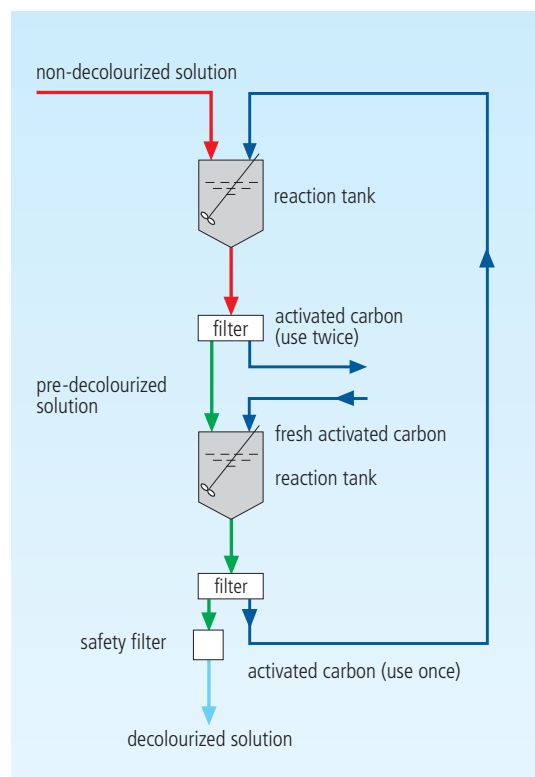 non-decolourized solution
reaction tank
filter
activated carbon
(use twice)
pre-decolourized
solution
fresh activated carbon
reaction tank
filter
safety filter
activated carbon (use once)
decolourized solution